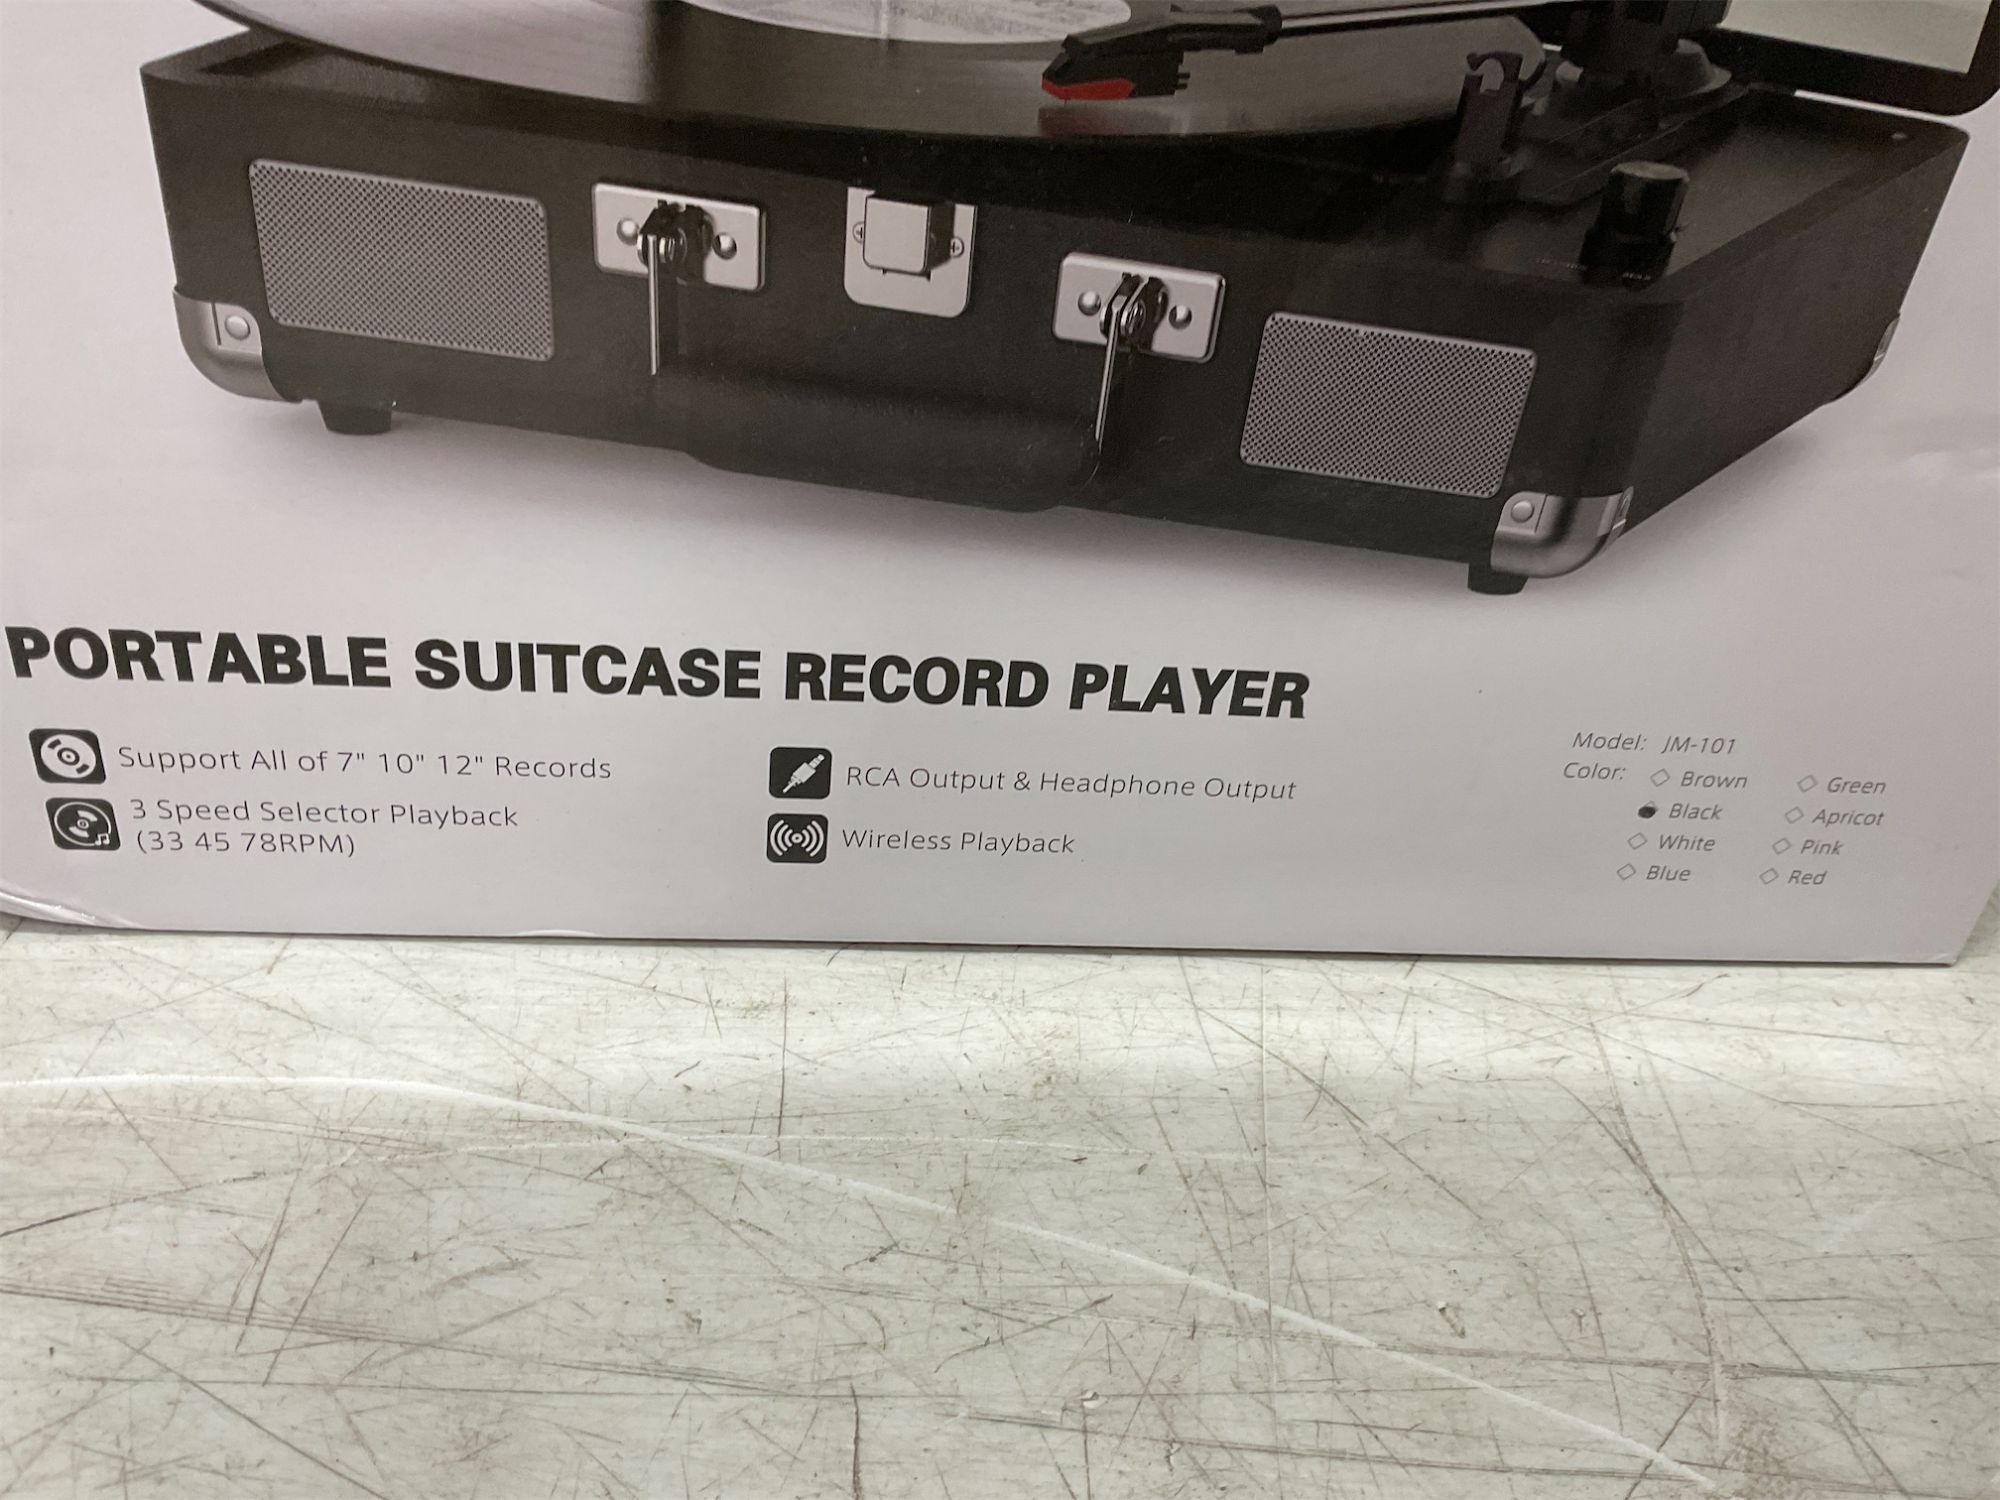 PORTABLE SUITCASE RECORD PLAYER
Support All of 7" 10" 12" Records
3 Speed Selector Playback
(33 45 78RPM)
RCA Output & Headphone Output
Wireless Playback
Model: JM-101
Color: Brown Green
Black Apricot
White Pink
Blue Red